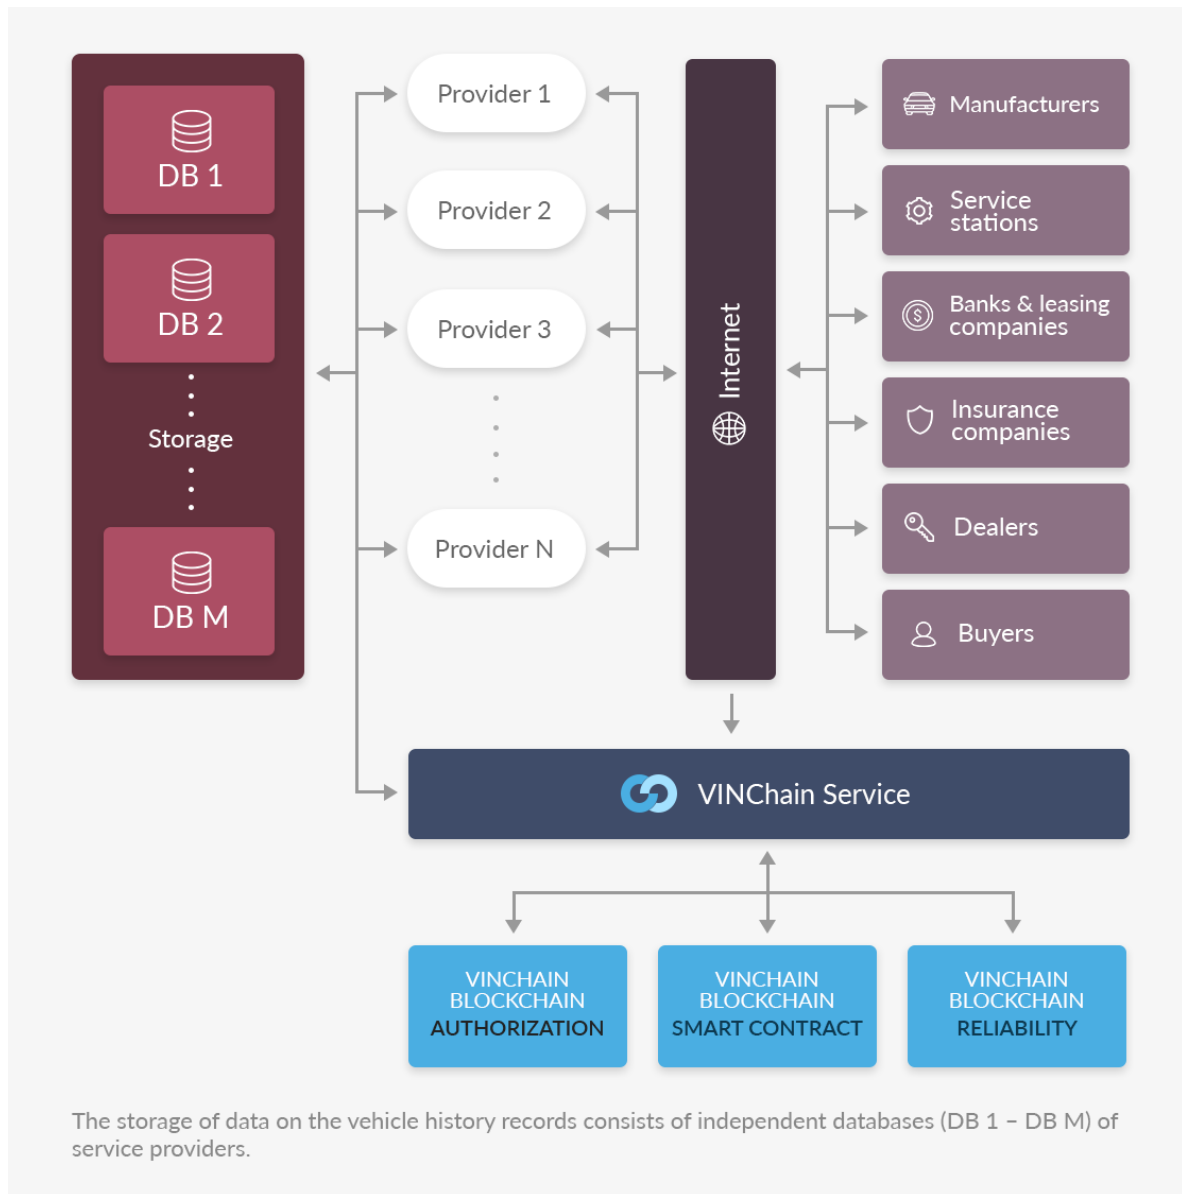 DB 1
DB 2
Storage
DB M
Provider 1
Provider 2
Provider 3
Provider N
Internet
Manufacturers
Service
stations
Banks & leasing
companies
Insurance
companies
Dealers
Buyers
VINChain Service
VINCHAIN
BLOCKCHAIN
AUTHORIZATION
VINCHAIN
BLOCKCHAIN
SMART CONTRACT
VINCHAIN
BLOCKCHAIN
RELIABILITY
The storage of data on the vehicle history records consists of independent databases (DB 1 – DB M) of
service providers.